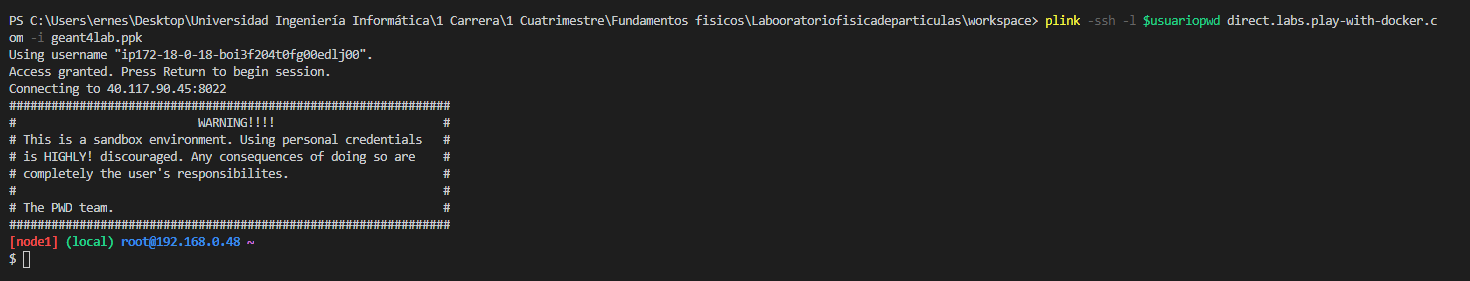 PS C:\Users\ernes\Desktop\Universidad Ingeniería Informática\1 Carrera\1 Cuatrimestre\Fundamentos fisicos\Labooratoriofisicadeparticulas\workspace> plink -ssh -l $usuariopwd direct.labs.play-with-docker.c
om -i geant4lab.ppk
Using username "ip172-18-0-18-boi3f204t0fg00edlj00".
Access granted. Press Return to begin session.
Connecting to 40.117.90.45:8022
###############################################################
#                          WARNING!!!!                        #
# This is a sandbox environment. Using personal credentials   #
# is HIGHLY! discouraged. Any consequences of doing so are    #
# completely the user's responsibilites.                      #
#                                                             #
# The PWD team.                                               #
###############################################################
[node1] (local) root@192.168.0.48 ~
$